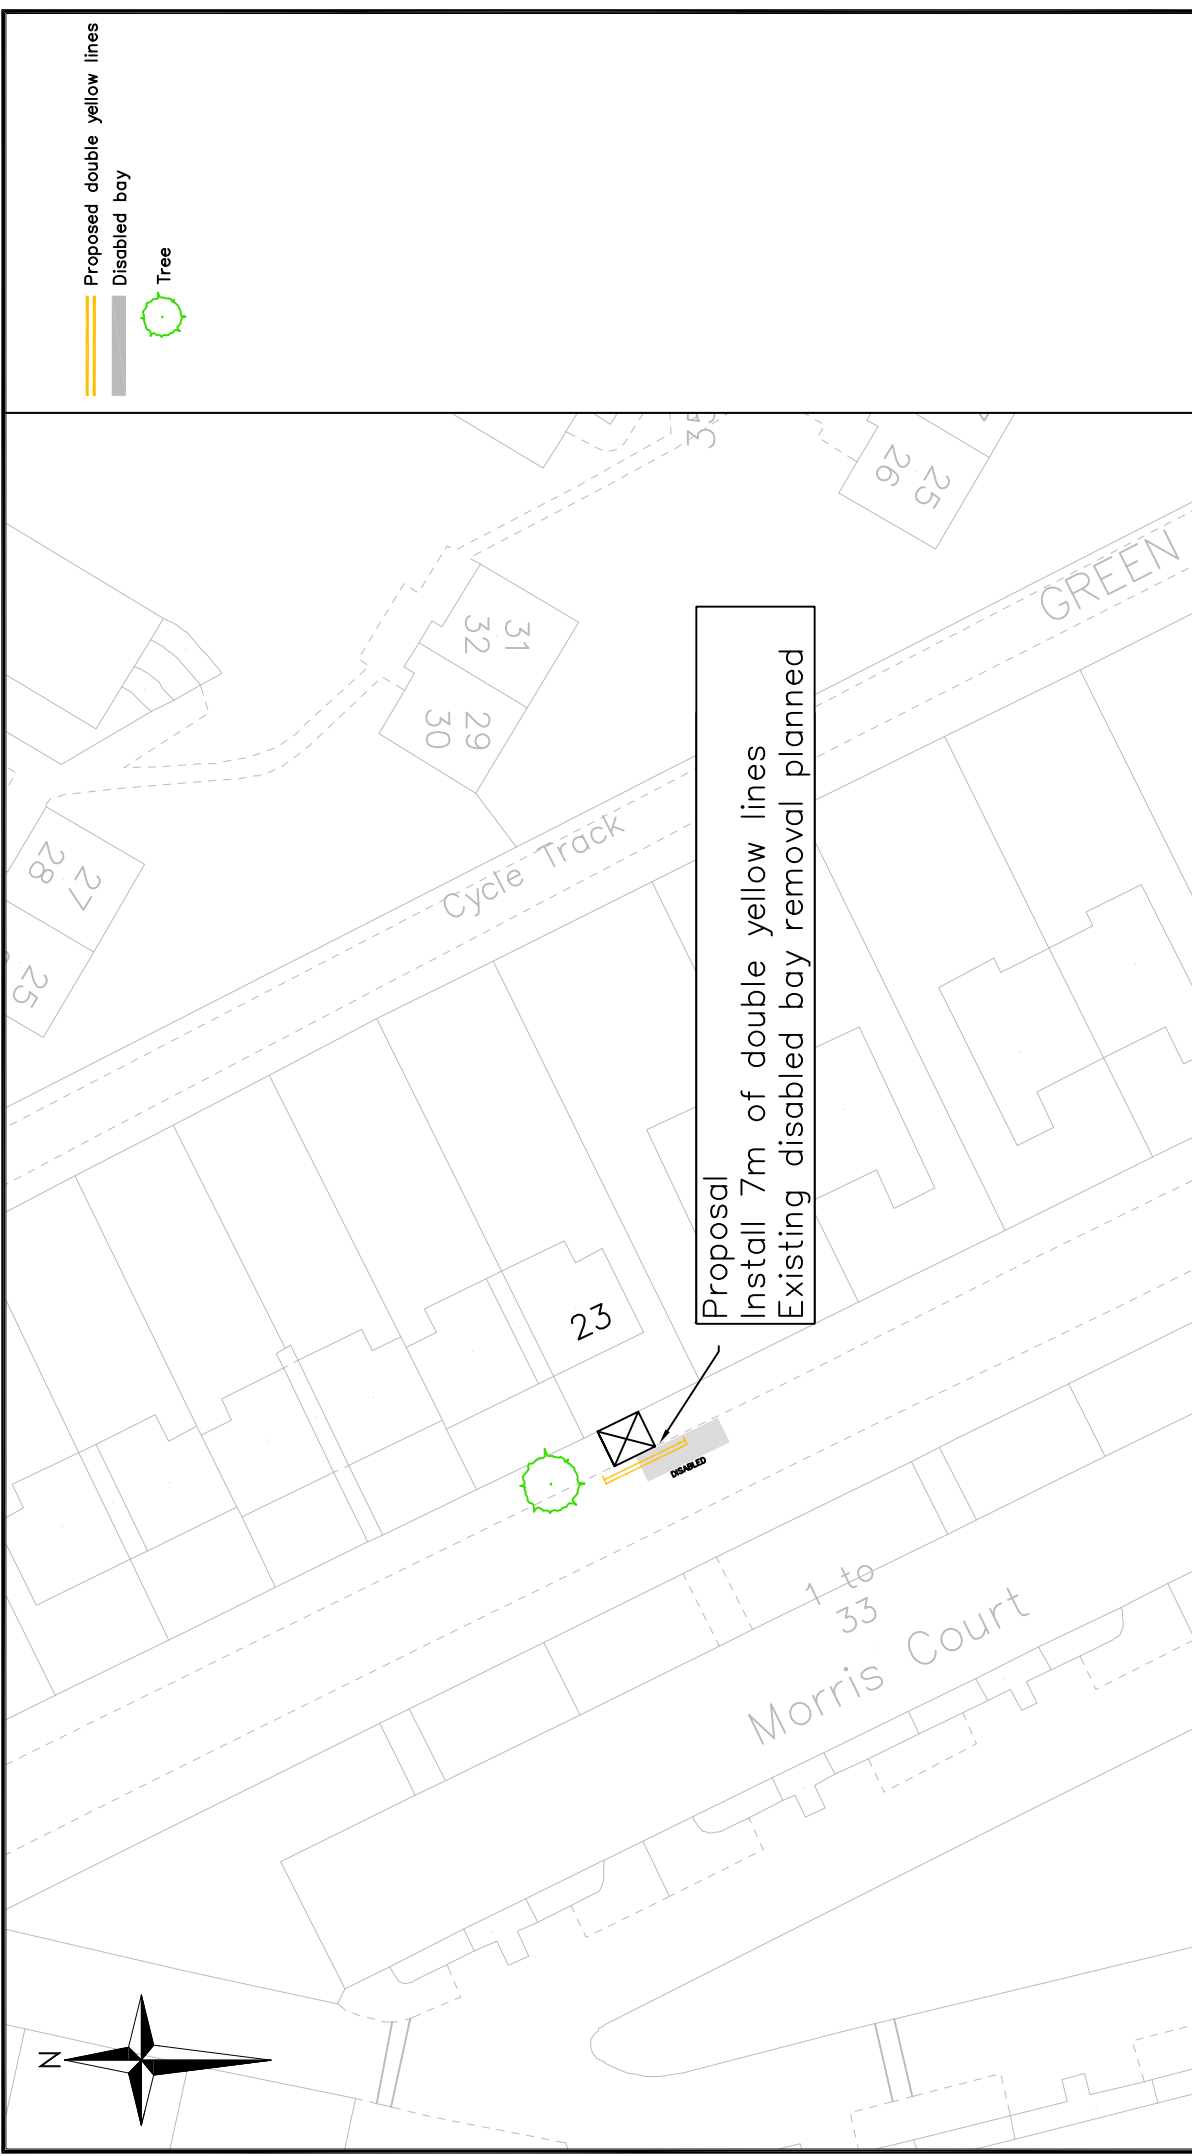 Proposed double yellow lines
Disabled bay
Tree
26
25
31
32
29
30
28
27
25
GREEN
Cycle Track
Proposal
Install 7m of double yellow lines
Existing disabled bay removal planned
23
DISABLED
1 to
33
Morris Court
N